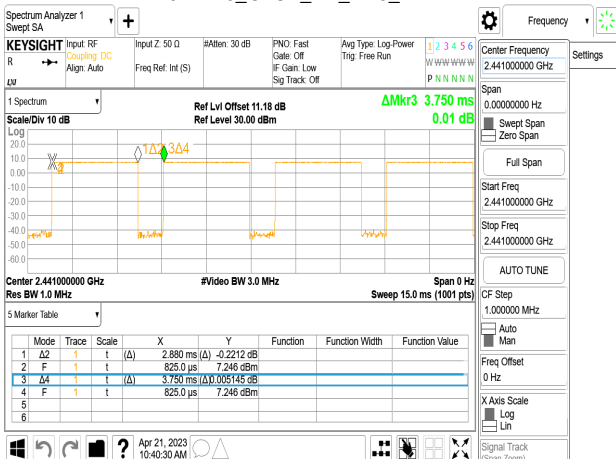 Spectrum Analyzer 1
Swept SA
+
Frequency
KEYSIGHT
R
Input: RF
Coupling: DC
Align: Auto
Input Z: 50 Ω
Freq Ref: Int (S)
#Atten: 30 dB
PNO: Fast
Gate: Off
IF Gain: Low
Sig Track: Off
Avg Type: Log-Power
Trig: Free Run
1 2 3 4 5 6
W W W W W W
P N N N N N
1 Spectrum
Scale/Div 10 dB
Ref Lvl Offset 11.18 dB
Ref Level 30.00 dBm
ΔMkr3 3.750 ms
0.01 dB
Log
20.0
10.0
0.00
-10.0
-20.0
-30.0
-40.0
-50.0
-60.0
1Δ2 3Δ4
Center 2.441000000 GHz
Res BW 1.0 MHz
#Video BW 3.0 MHz
Span 0 Hz
Sweep 15.0 ms (1001 pts)
5 Marker Table
Mode Trace Scale X Y Function Function Width Function Value
1 Δ2 1 t (Δ) 2.880 ms (Δ) -0.2212 dB
2 F 1 t 825.0 µs 7.246 dBm
3 Δ4 1 t (Δ) 3.750 ms (Δ) 0.005145 dB
4 F 1 t 825.0 µs 7.246 dBm
5
6
?
Apr 21, 2023
10:40:30 AM
Center Frequency
2.441000000 GHz
Settings
Span
0.00000000 Hz
Swept Span
Zero Span
Full Span
Start Freq
2.441000000 GHz
Stop Freq
2.441000000 GHz
AUTO TUNE
CF Step
1.000000 MHz
Auto
Man
Freq Offset
0 Hz
X Axis Scale
Log
Lin
Signal Track
(Span Zoom)